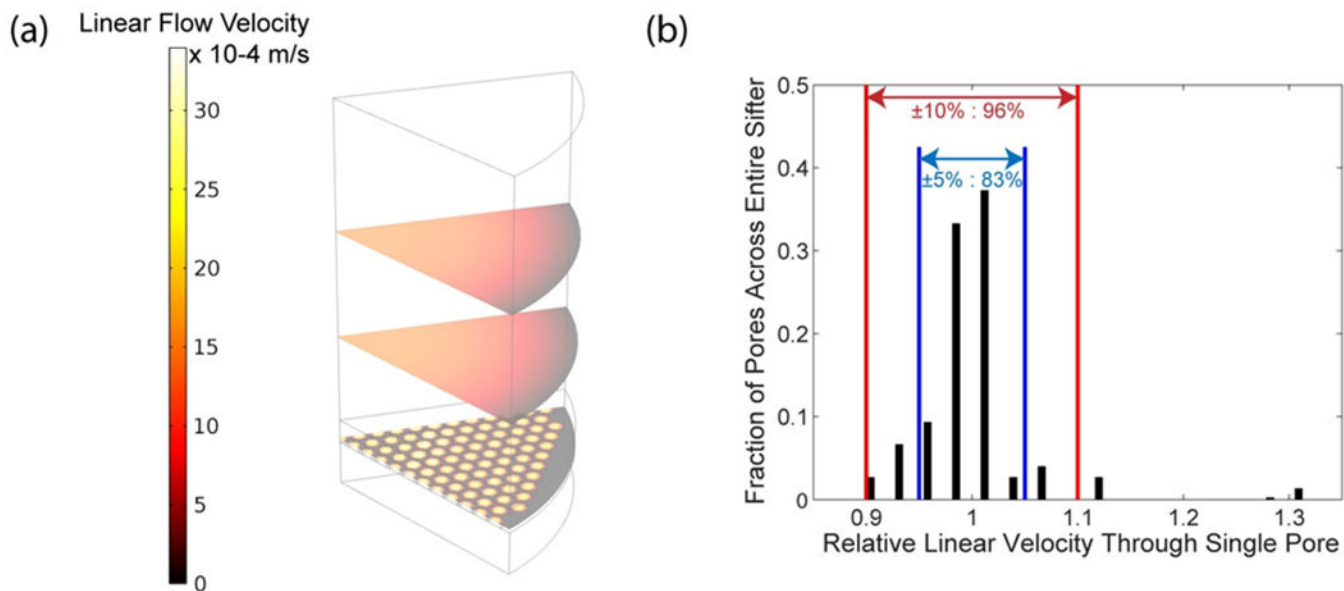 (a)
Linear Flow Velocity
x 10-4 m/s
30
25
20
15
10
5
0
(b)
Fraction of Pores Across Entire Sifter
0.5
0.4
0.3
0.2
0.1
0
±10% : 96%
±5% : 83%
0.9 1 1.1 1.2 1.3
Relative Linear Velocity Through Single Pore